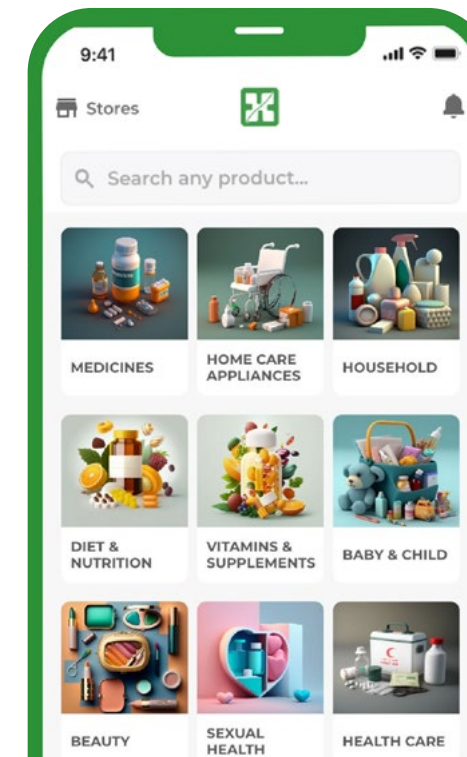 9:41
Stores
Search any product...
MEDICINES
HOME CARE
APPLIANCES
HOUSEHOLD
DIET &
NUTRITION
VITAMINS &
SUPPLEMENTS
BABY & CHILD
BEAUTY
SEXUAL
HEALTH
HEALTH CARE